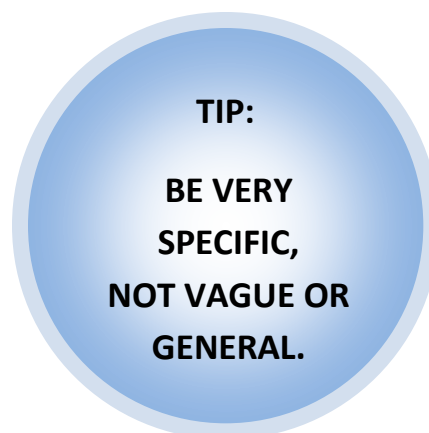 TIP:
BE VERY
SPECIFIC,
NOT VAGUE OR
GENERAL.